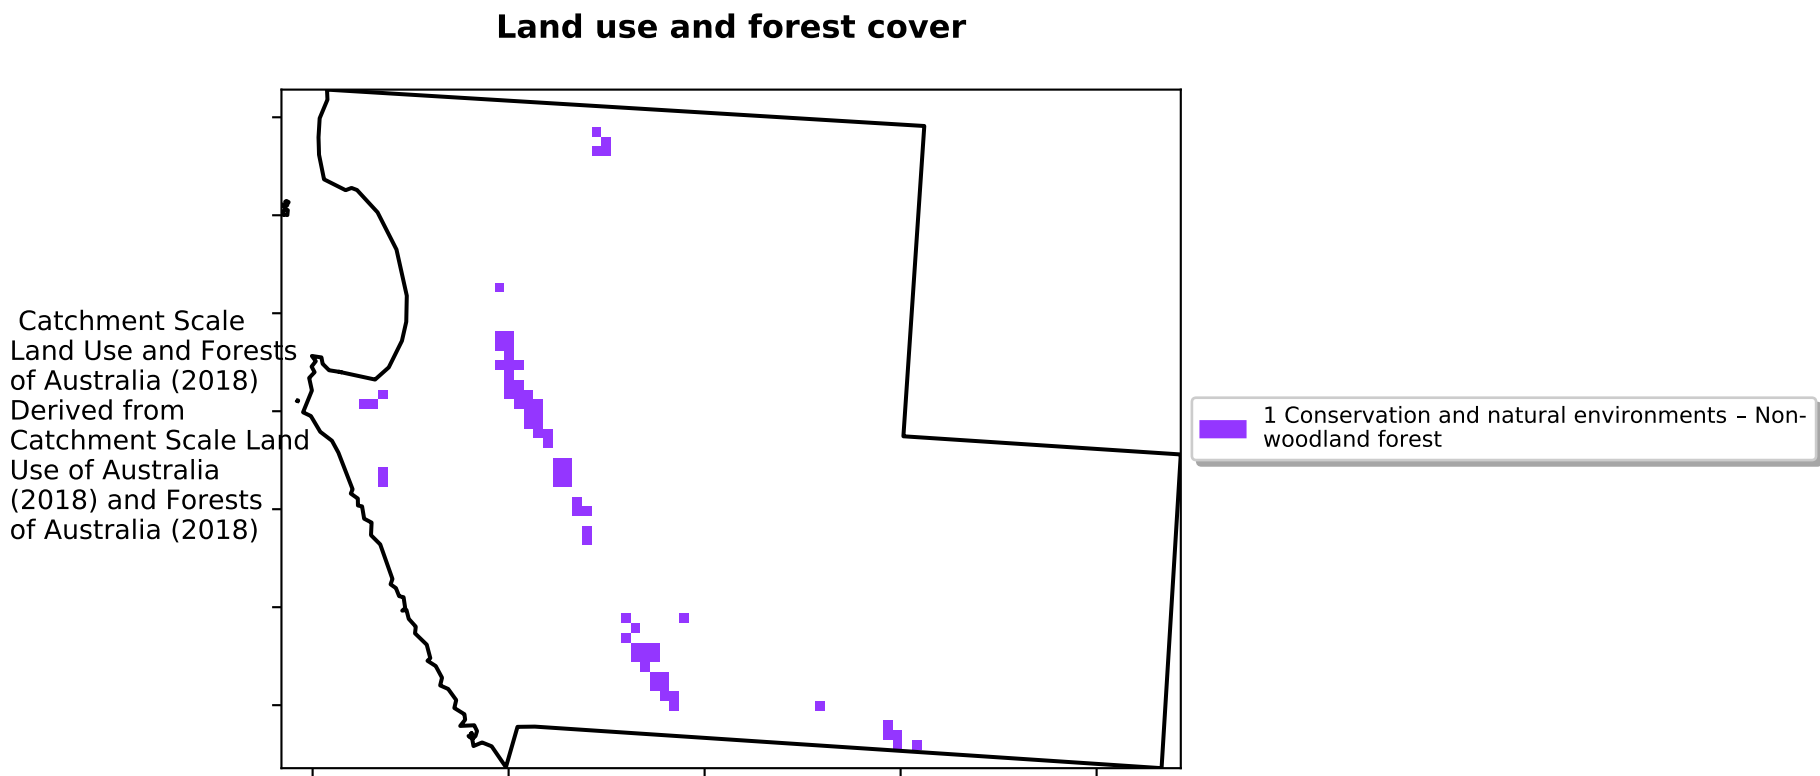 Land use and forest cover
Catchment Scale
Land Use and Forests
of Australia (2018)
Derived from
Catchment Scale Land
Use of Australia
(2018) and Forests
of Australia (2018)
1 Conservation and natural environments – Non-
woodland forest